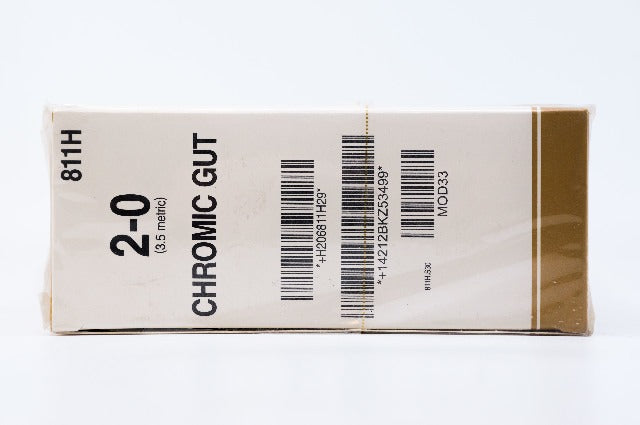 811H
2-0
(3.5 metric)
CHROMIC GUT
*+H206811H29*
*+14212BKZ53499*
MOD33